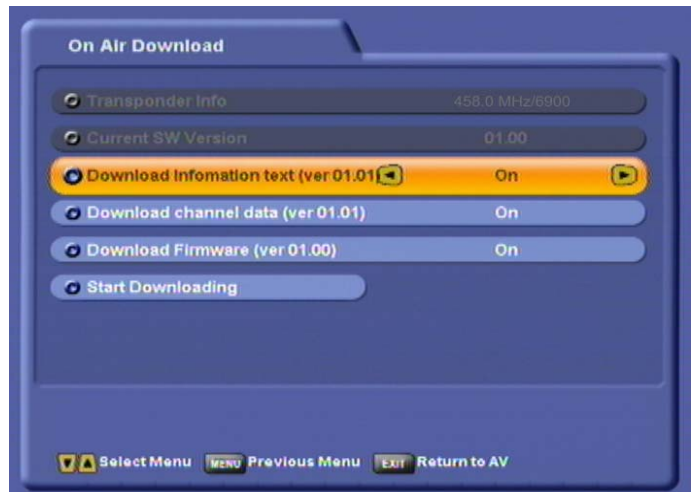 On Air Download
Transponder Info 458.0 MHz/6900
Current SW Version 01.00
Download Infomation text (ver 01.01) On
Download channel data (ver 01.01) On
Download Firmware (ver 01.00) On
Start Downloading
Select Menu MENU Previous Menu EXIT Return to AV